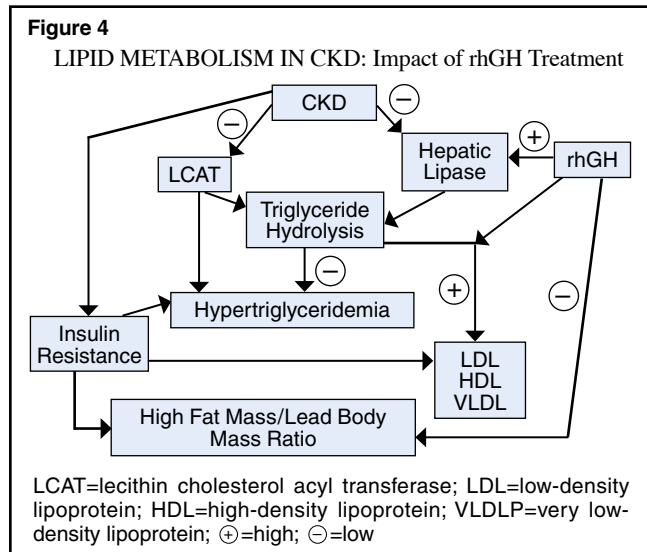 Figure 4
LIPID METABOLISM IN CKD: Impact of rhGH Treatment
CKD
−
−
+
LCAT
Hepatic
Lipase
rhGH
Triglyceride
Hydrolysis
−
+
−
Hypertriglyceridemia
Insulin
Resistance
LDL
HDL
VLDL
High Fat Mass/Lead Body
Mass Ratio
LCAT=lecithin cholesterol acyl transferase; LDL=low-density
lipoprotein; HDL=high-density lipoprotein; VLDLP=very low-
density lipoprotein; ⊕=high; ⊖=low